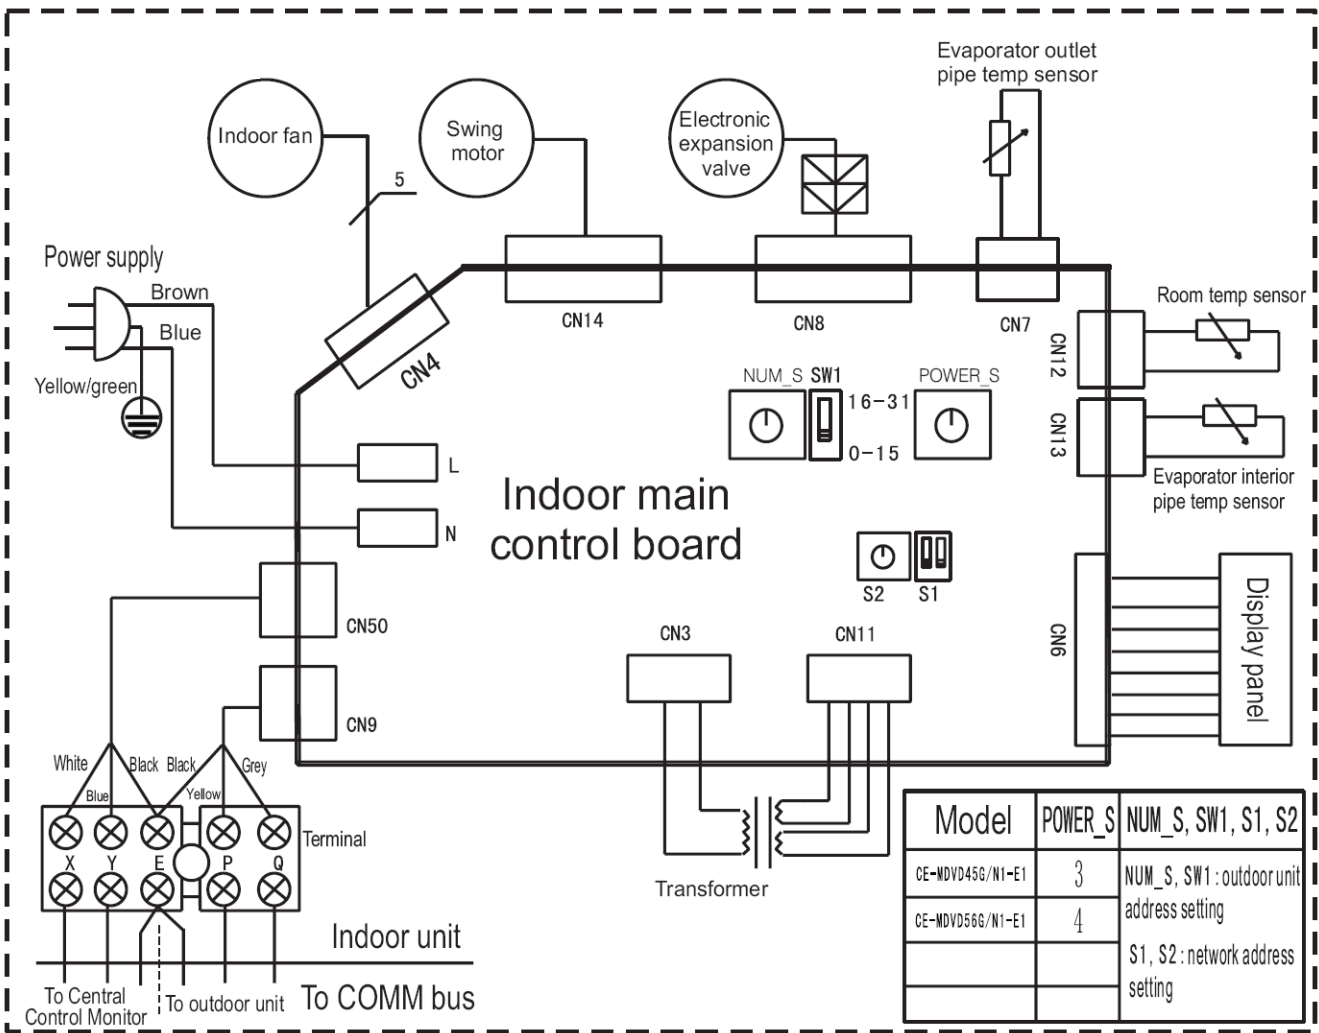 Evaporator outlet
pipe temp sensor
Indoor fan
Swing
motor
Electronic
expansion
valve
5
Power supply
Brown
Blue
Yellow/green
CN4
CN14
CN8
CN7
CN12
Room temp sensor
CN13
Evaporator interior
pipe temp sensor
NUM_S SW1 POWER_S
16-31
0-15
L
N
Indoor main
control board
S2 S1
CN50
CN9
CN3
CN11
CN6
Display panel
White
Black
Black
Grey
Blue
Yellow
Terminal
X Y E P Q
Transformer
Indoor unit
To Central
Control Monitor
To outdoor unit
To COMM bus
Model POWER_S NUM_S, SW1, S1, S2
CE-MDVD45G/N1-E1 3
CE-MDVD56G/N1-E1 4
NUM_S, SW1:outdoor unit
address setting
S1, S2:network address
setting